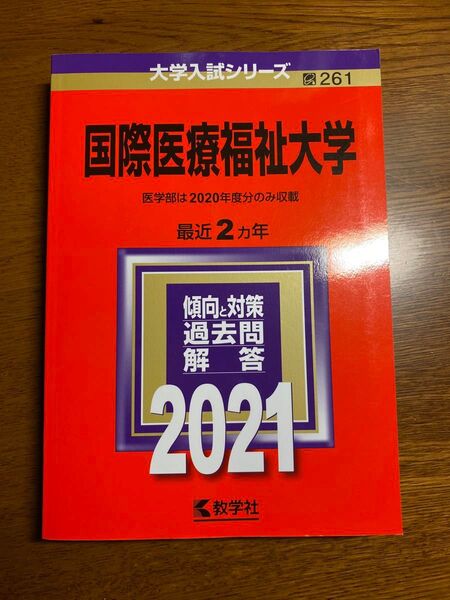 大学入試シリーズ
261
国際医療福祉大学
医学部は2020年度分のみ収載
最近2カ年
傾向と対策
過去問
解答
2021
教学社